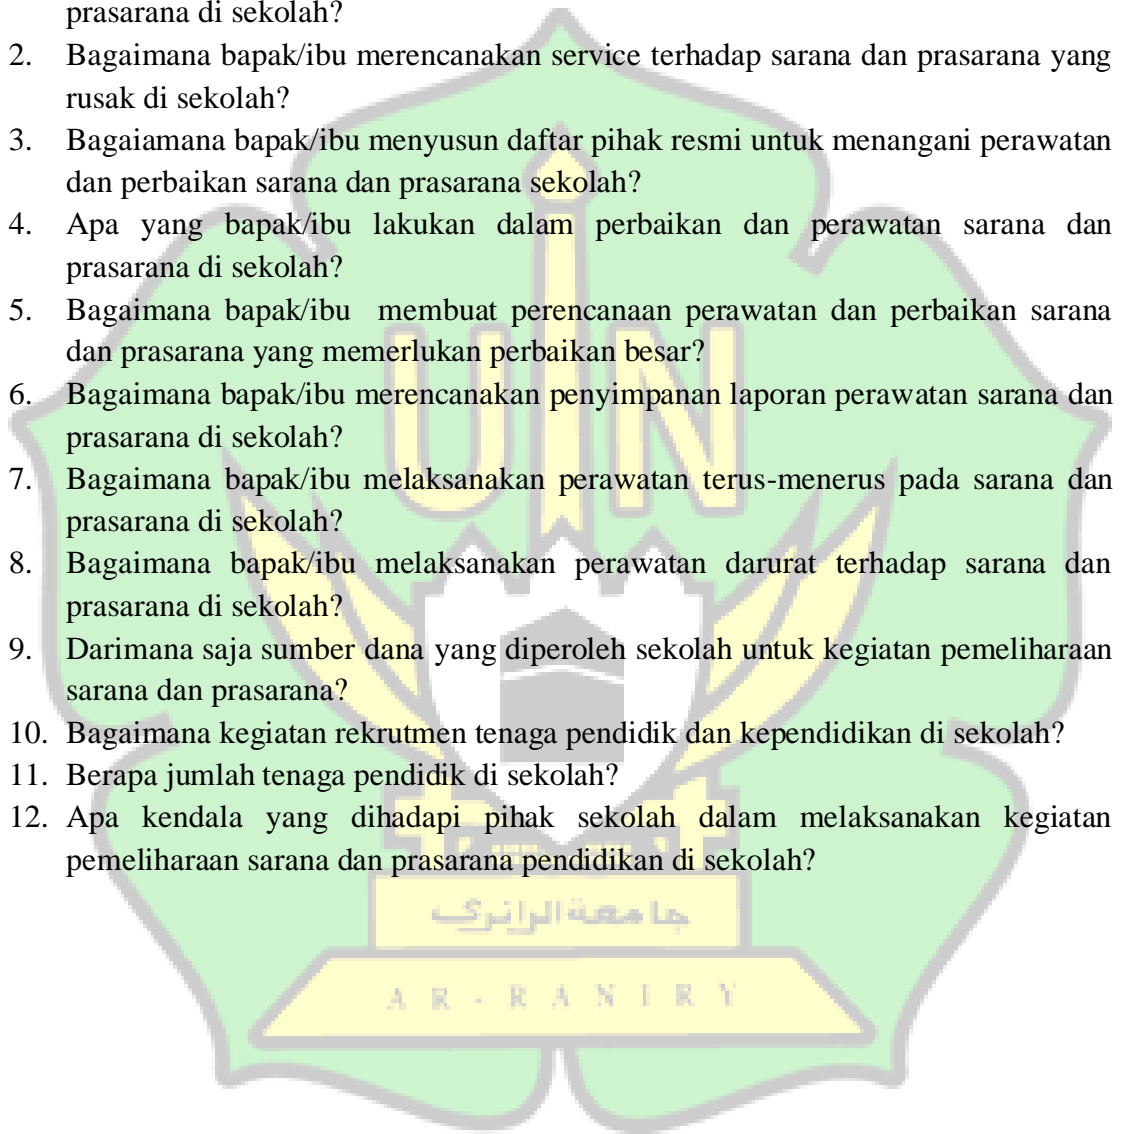 prasarana di sekolah?
2. Bagaimana bapak/ibu merencanakan service terhadap sarana dan prasarana yang
rusak di sekolah?
3. Bagaiamana bapak/ibu menyusun daftar pihak resmi untuk menangani perawatan
dan perbaikan sarana dan prasarana sekolah?
4. Apa yang bapak/ibu lakukan dalam perbaikan dan perawatan sarana dan
prasarana di sekolah?
5. Bagaimana bapak/ibu membuat perencanaan perawatan dan perbaikan sarana
dan prasarana yang memerlukan perbaikan besar?
6. Bagaimana bapak/ibu merencanakan penyimpanan laporan perawatan sarana dan
prasarana di sekolah?
7. Bagaimana bapak/ibu melaksanakan perawatan terus-menerus pada sarana dan
prasarana di sekolah?
8. Bagaimana bapak/ibu melaksanakan perawatan darurat terhadap sarana dan
prasarana di sekolah?
9. Darimana saja sumber dana yang diperoleh sekolah untuk kegiatan pemeliharaan
sarana dan prasarana?
10. Bagaimana kegiatan rekrutmen tenaga pendidik dan kependidikan di sekolah?
11. Berapa jumlah tenaga pendidik di sekolah?
12. Apa kendala yang dihadapi pihak sekolah dalam melaksanakan kegiatan
pemeliharaan sarana dan prasarana pendidikan di sekolah?
UIN
جامعة الرانري
AR-RANIRY